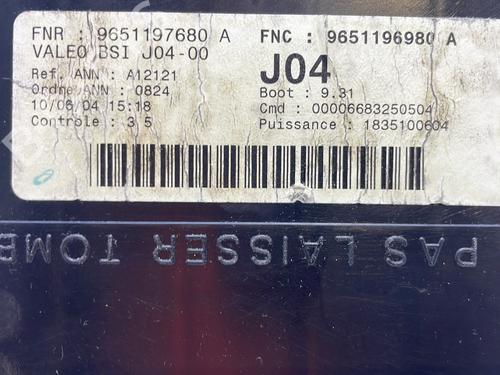 FNR : 9651197680 A
FNC : 9651196980 A
VALEO BSI J04-00
J04
Ref. ANN : A12121
Ordre ANN : 0824
Boot : 9.31
10/06/04 15:18
Cmd : 00006683250504
Controle : 3 5
Puissance : 1835100604
PAS LAISSER TOMB